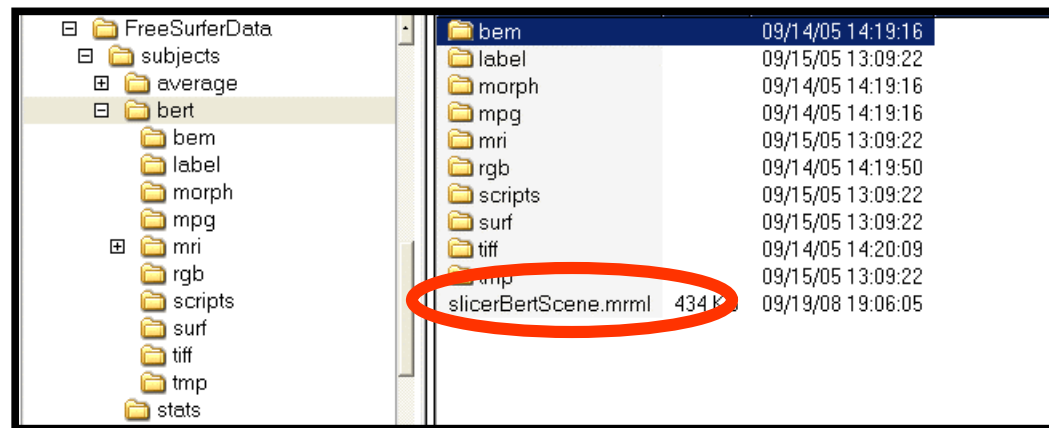 FreeSurferData
subjects
average
bert
bem
label
morph
mpg
mri
rgb
scripts
surf
tiff
tmp
stats
bem 09/14/05 14:19:16
label 09/15/05 13:09:22
morph 09/14/05 14:19:16
mpg 09/14/05 14:19:16
mri 09/15/05 13:09:22
rgb 09/14/05 14:19:50
scripts 09/15/05 13:09:22
surf 09/15/05 13:09:22
tiff 09/14/05 14:20:09
tmp 09/15/05 13:09:22
slicerBertScene.mrml 434 KB 09/19/08 19:06:05